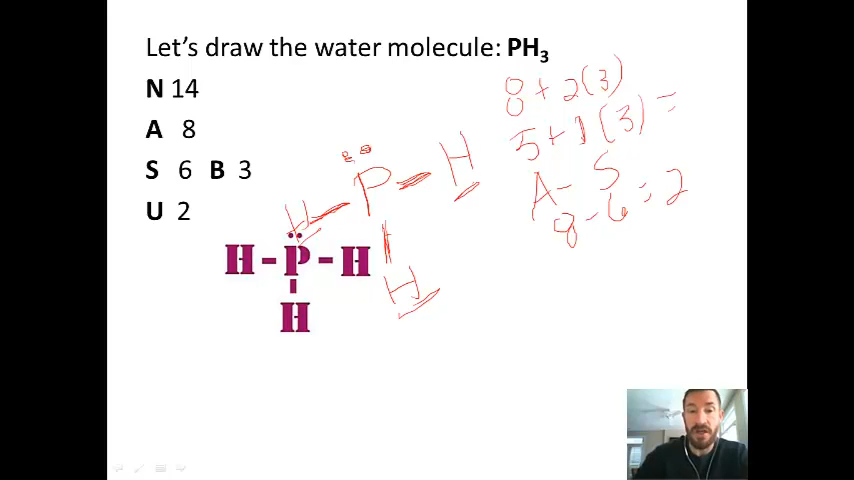 Let's draw the water molecule: PH₃
N 14
A 8
S 6 B 3
U 2
8 + 2(3) =
5 + 1(3)
A - S
8 - 6 = 2
P - H
H
H
H - P - H
H